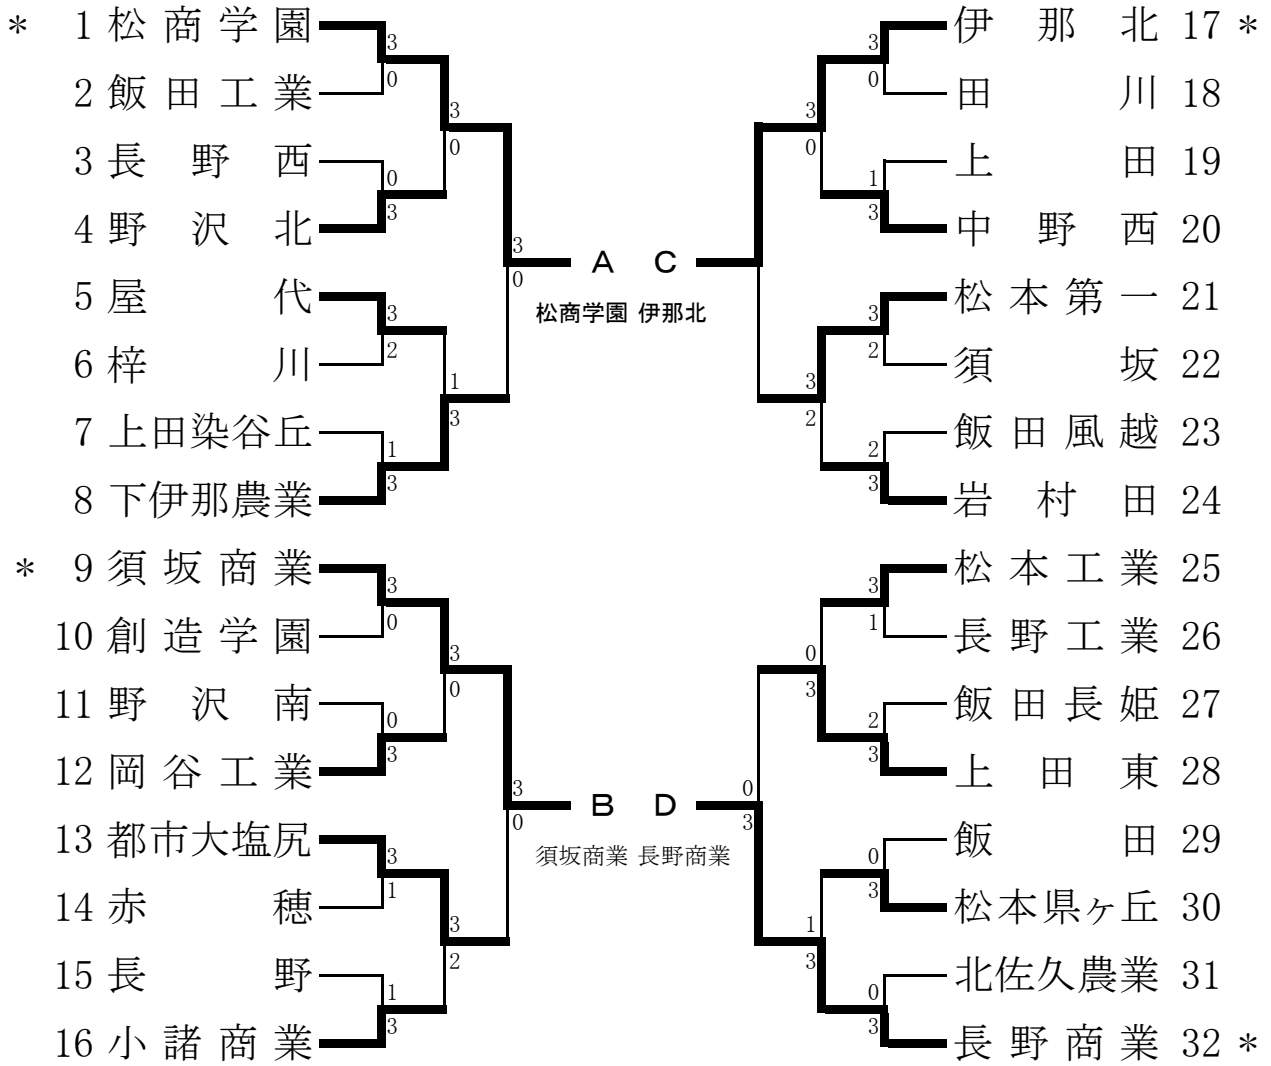 * 1 松商学園
2 飯田工業
3 長野西
4 野沢北
5 屋代
6 梓川
7 上田染谷丘
8 下伊那農業
* 9 須坂商業
10 創造学園
11 野沢南
12 岡谷工業
13 都市大塩尻
14 赤穂
15 長野
16 小諸商業
3
0
0
3
3
2
1
3
3
0
0
3
3
1
1
3
3
0
1
3
3
0
3
2
3
0
3
0
A C
松商学園 伊那北
B D
須坂商業 長野商業
0
3
3
0
3
2
0
3
1
3
3
0
1
3
3
2
2
3
3
1
2
3
0
3
0
3
伊那北 17 *
田川 18
上田 19
中野西 20
松本第一 21
須坂 22
飯田風越 23
岩村田 24
松本工業 25
長野工業 26
飯田長姫 27
上田東 28
飯田 29
松本県ヶ丘 30
北佐久農業 31
長野商業 32 *